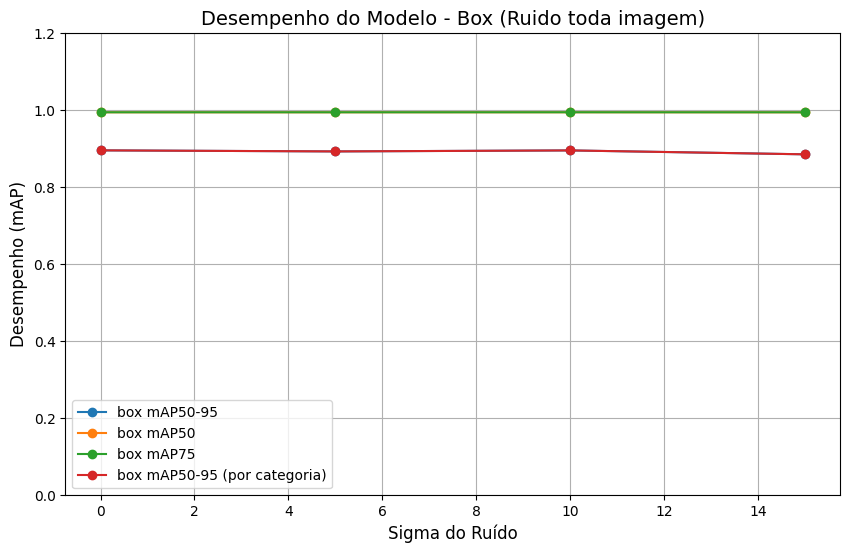 Desempenho do Modelo - Box (Ruido toda imagem)
Desempenho (mAP)
1.2
1.0
0.8
0.6
0.4
0.2
0.0
box mAP50-95
box mAP50
box mAP75
box mAP50-95 (por categoria)
0 2 4 6 8 10 12 14
Sigma do Ruído